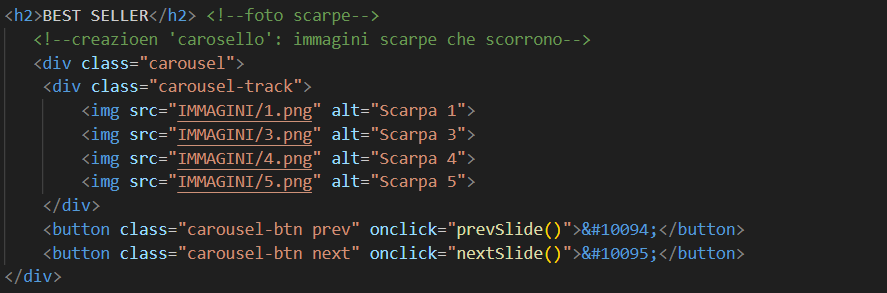 <h2>BEST SELLER</h2> <!--foto scarpe-->
<!--creazioen 'carosello': immagini scarpe che scorrono-->
<div class="carousel">
<div class="carousel-track">
<img src="IMMAGINI/1.png" alt="Scarpa 1">
<img src="IMMAGINI/3.png" alt="Scarpa 3">
<img src="IMMAGINI/4.png" alt="Scarpa 4">
<img src="IMMAGINI/5.png" alt="Scarpa 5">
</div>
<button class="carousel-btn prev" onclick="prevSlide()">&#10094;</button>
<button class="carousel-btn next" onclick="nextSlide()">&#10095;</button>
</div>